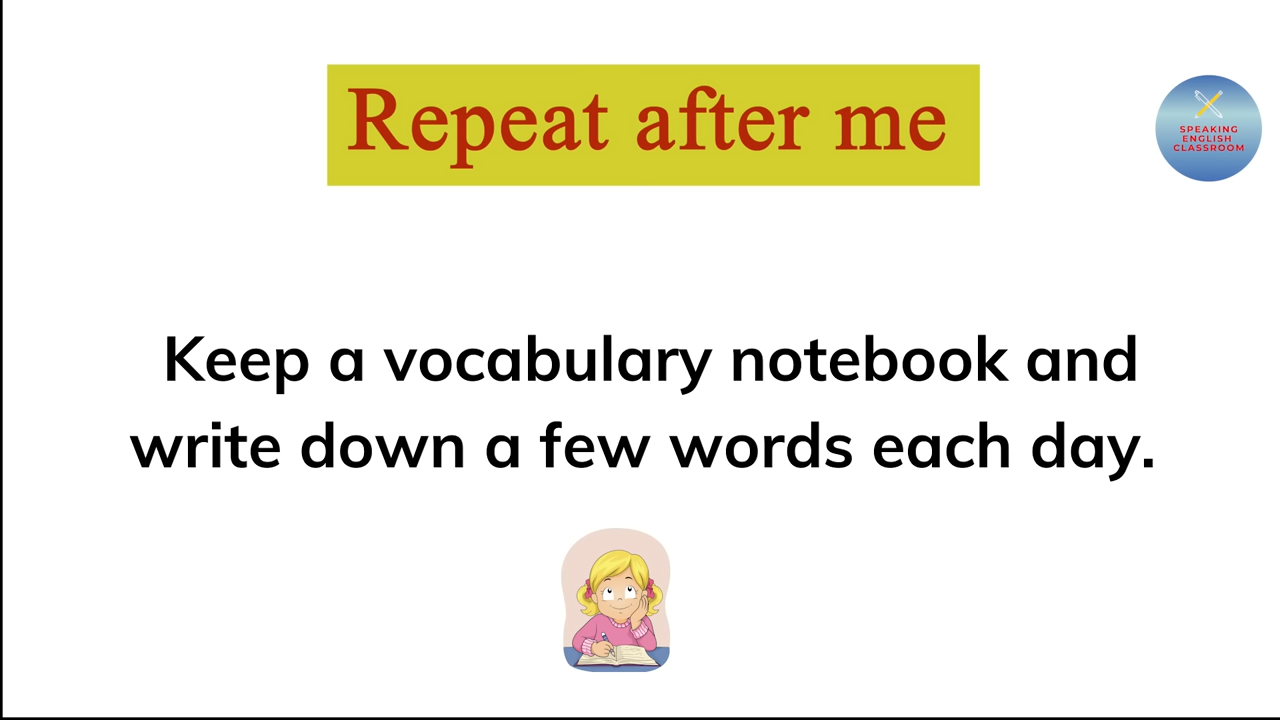 Repeat after me
SPEAKING
ENGLISH
CLASSROOM
Keep a vocabulary notebook and
write down a few words each day.